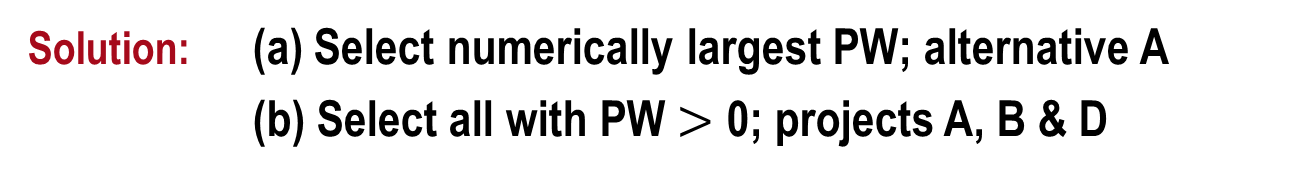 Solution: (a) Select numerically largest PW; alternative A
(b) Select all with PW > 0; projects A, B & D